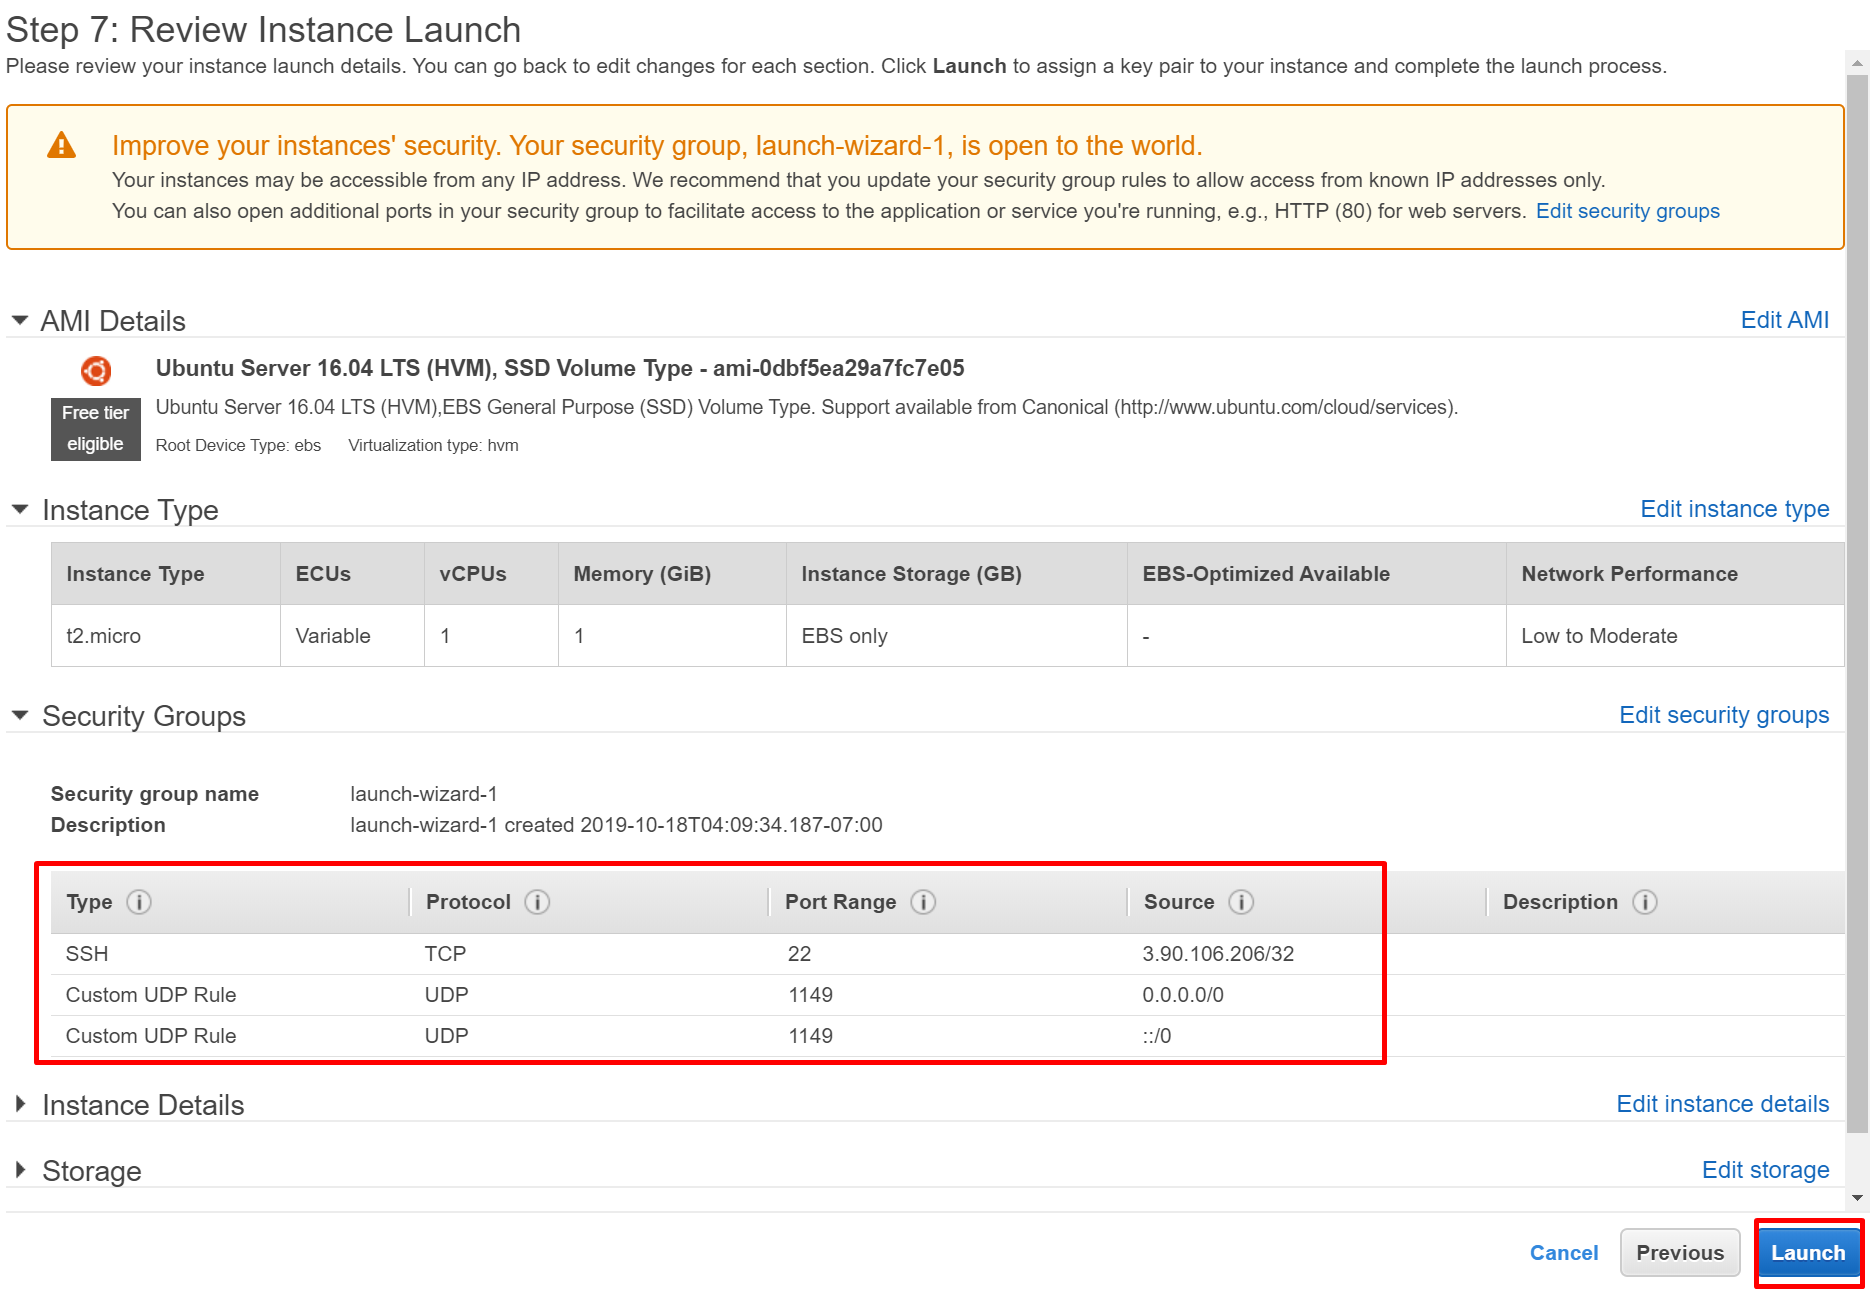 Step 7: Review Instance Launch
Please review your instance launch details. You can go back to edit changes for each section. Click Launch to assign a key pair to your instance and complete the launch process.
Improve your instances' security. Your security group, launch-wizard-1, is open to the world.
Your instances may be accessible from any IP address. We recommend that you update your security group rules to allow access from known IP addresses only.
You can also open additional ports in your security group to facilitate access to the application or service you're running, e.g., HTTP (80) for web servers. Edit security groups
AMI Details Edit AMI
Ubuntu Server 16.04 LTS (HVM), SSD Volume Type - ami-0dbf5ea29a7fc7e05
Free tier eligible
Ubuntu Server 16.04 LTS (HVM),EBS General Purpose (SSD) Volume Type. Support available from Canonical (http://www.ubuntu.com/cloud/services).
Root Device Type: ebs Virtualization type: hvm
Instance Type Edit instance type
Instance Type ECUs vCPUs Memory (GiB) Instance Storage (GB) EBS-Optimized Available Network Performance
t2.micro Variable 1 1 EBS only - Low to Moderate
Security Groups Edit security groups
Security group name launch-wizard-1
Description launch-wizard-1 created 2019-10-18T04:09:34.187-07:00
Type Protocol Port Range Source Description
SSH TCP 22 3.90.106.206/32
Custom UDP Rule UDP 1149 0.0.0.0/0
Custom UDP Rule UDP 1149 ::/0
Instance Details Edit instance details
Storage Edit storage
Cancel Previous Launch